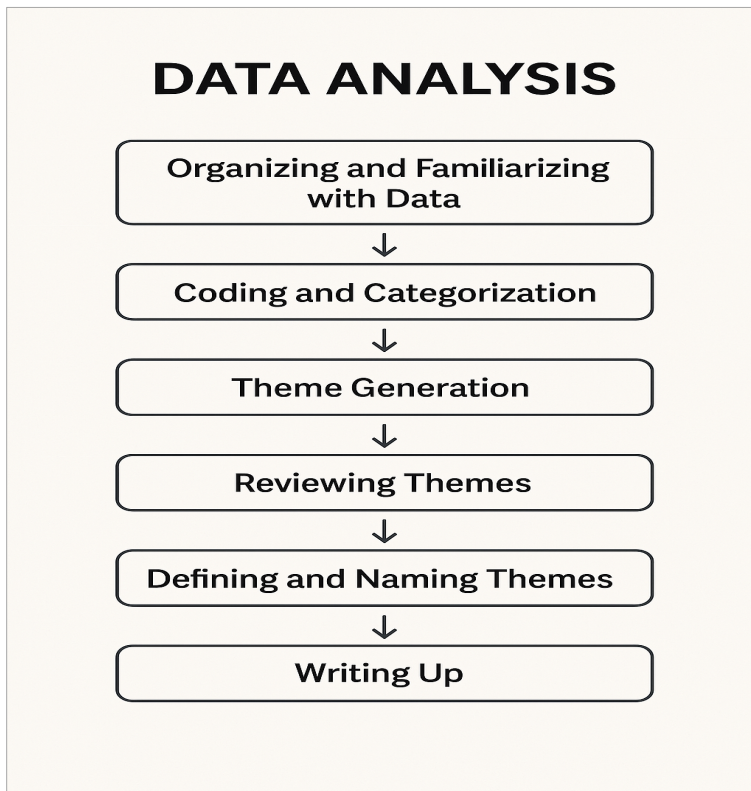 DATA ANALYSIS
Organizing and Familiarizing
with Data
Coding and Categorization
Theme Generation
Reviewing Themes
Defining and Naming Themes
Writing Up